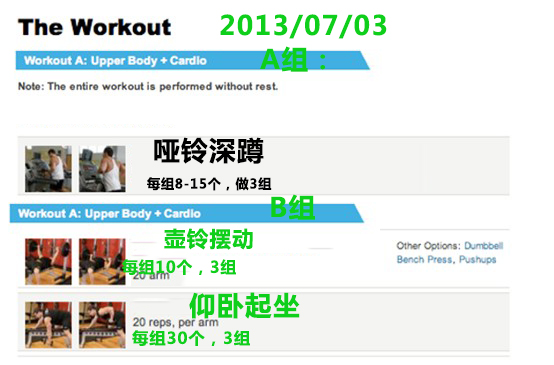 The Workout 2013/07/03
Workout A: Upper Body + Cardio A组：
Note: The entire workout is performed without rest.
哑铃深蹲
每组8-15个，做3组
Workout A: Upper Body + Cardio B组
壶铃摆动
Other Options: Dumbbell
Bench Press, Pushups
每组10个，3组
20 arm
仰卧起坐
20 reps, per arm
每组30个，3组